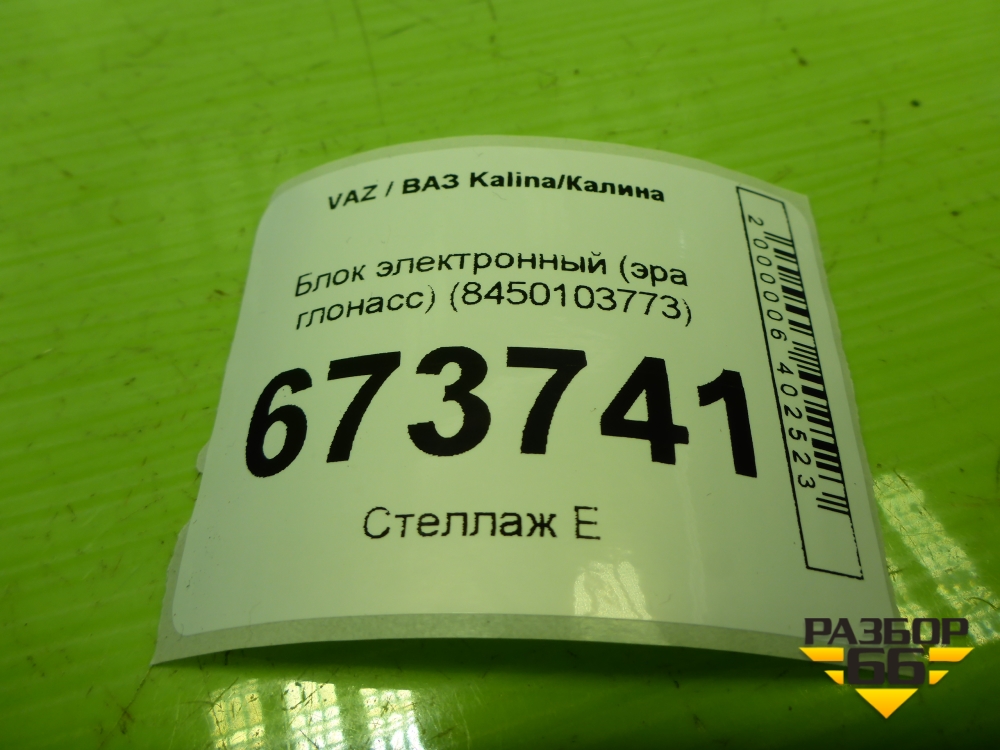 VAZ / ВАЗ Kalina/Калина
Блок электронный (эра
глонасс) (8450103773)
673741
Стеллаж Е
2000006402523
РАЗБОР
66